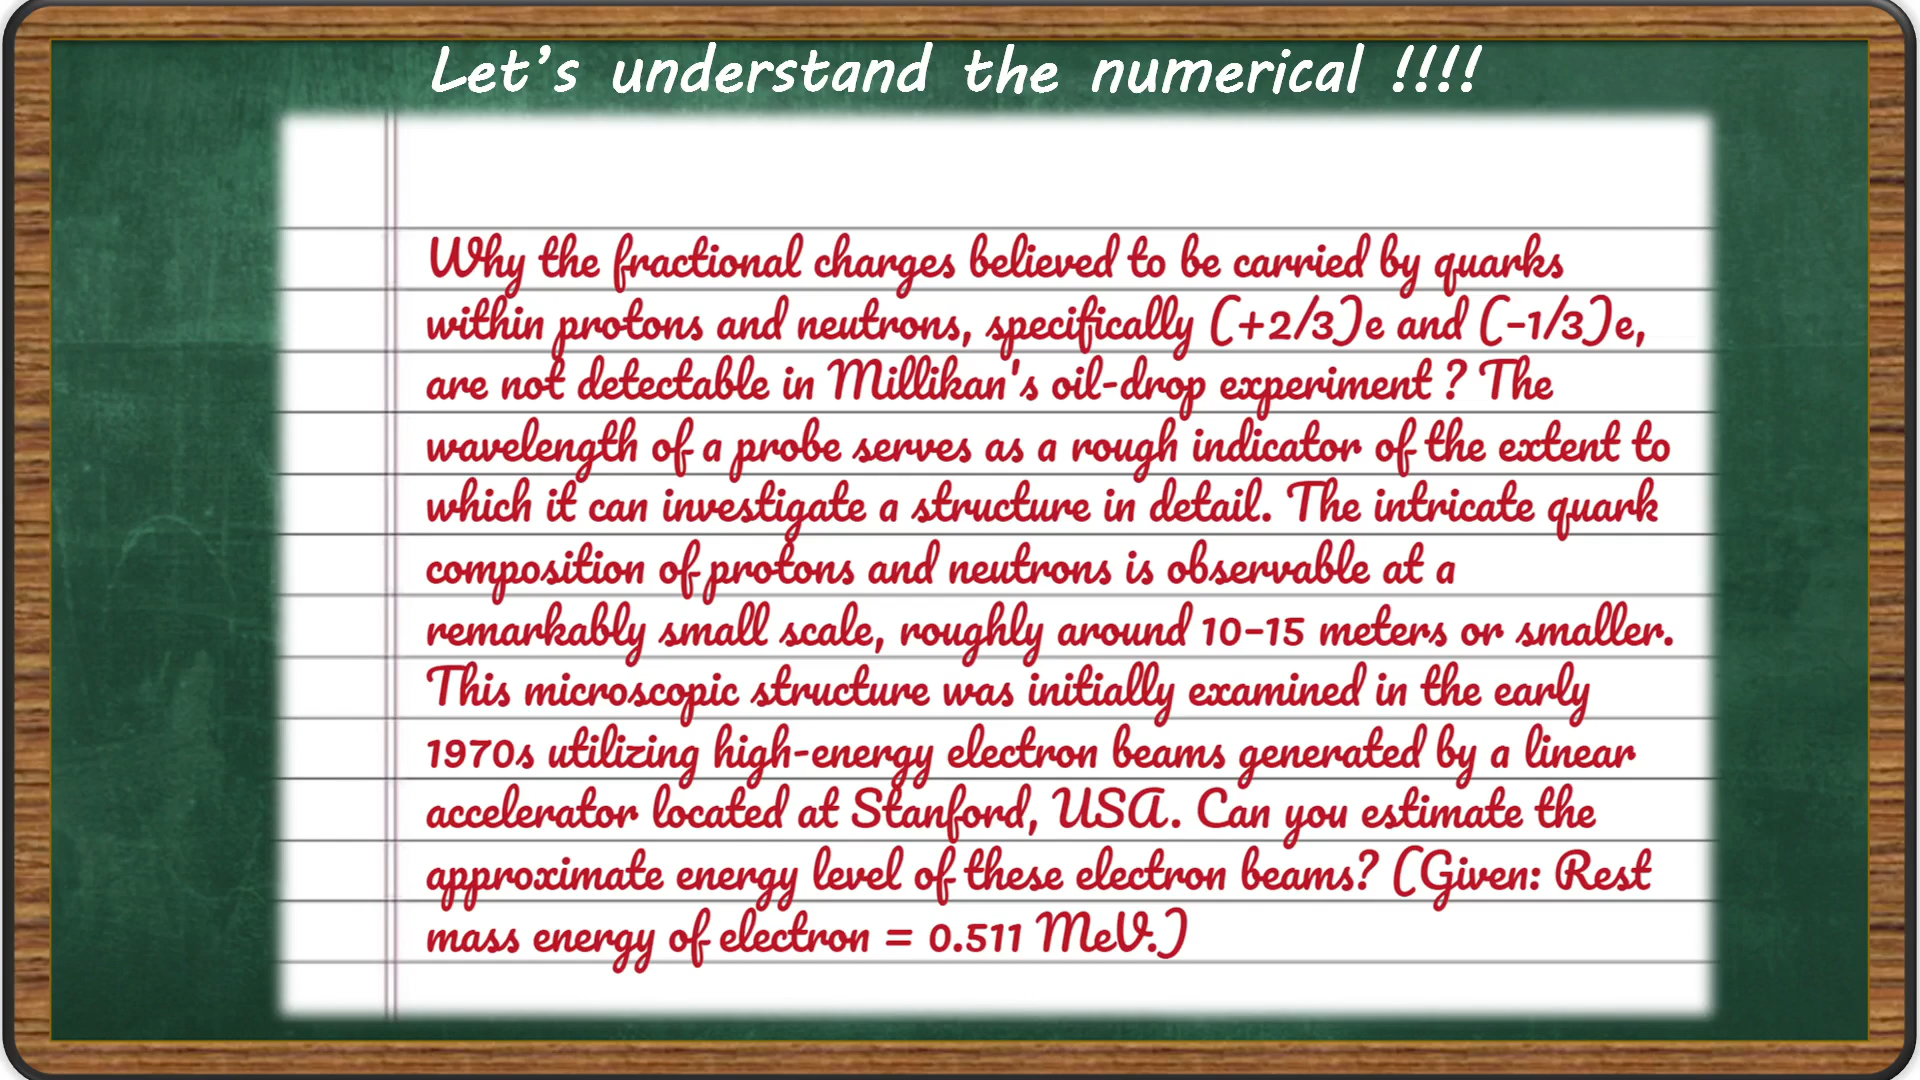 Let's understand the numerical !!!!
Why the fractional charges believed to be carried by quarks
within protons and neutrons, specifically (+2/3)e and (-1/3)e,
are not detectable in Millikan's oil-drop experiment ? The
wavelength of a probe serves as a rough indicator of the extent to
which it can investigate a structure in detail. The intricate quark
composition of protons and neutrons is observable at a
remarkably small scale, roughly around 10-15 meters or smaller.
This microscopic structure was initially examined in the early
1970s utilizing high-energy electron beams generated by a linear
accelerator located at Stanford, USA. Can you estimate the
approximate energy level of these electron beams? (Given: Rest
mass energy of electron = 0.511 MeV.)